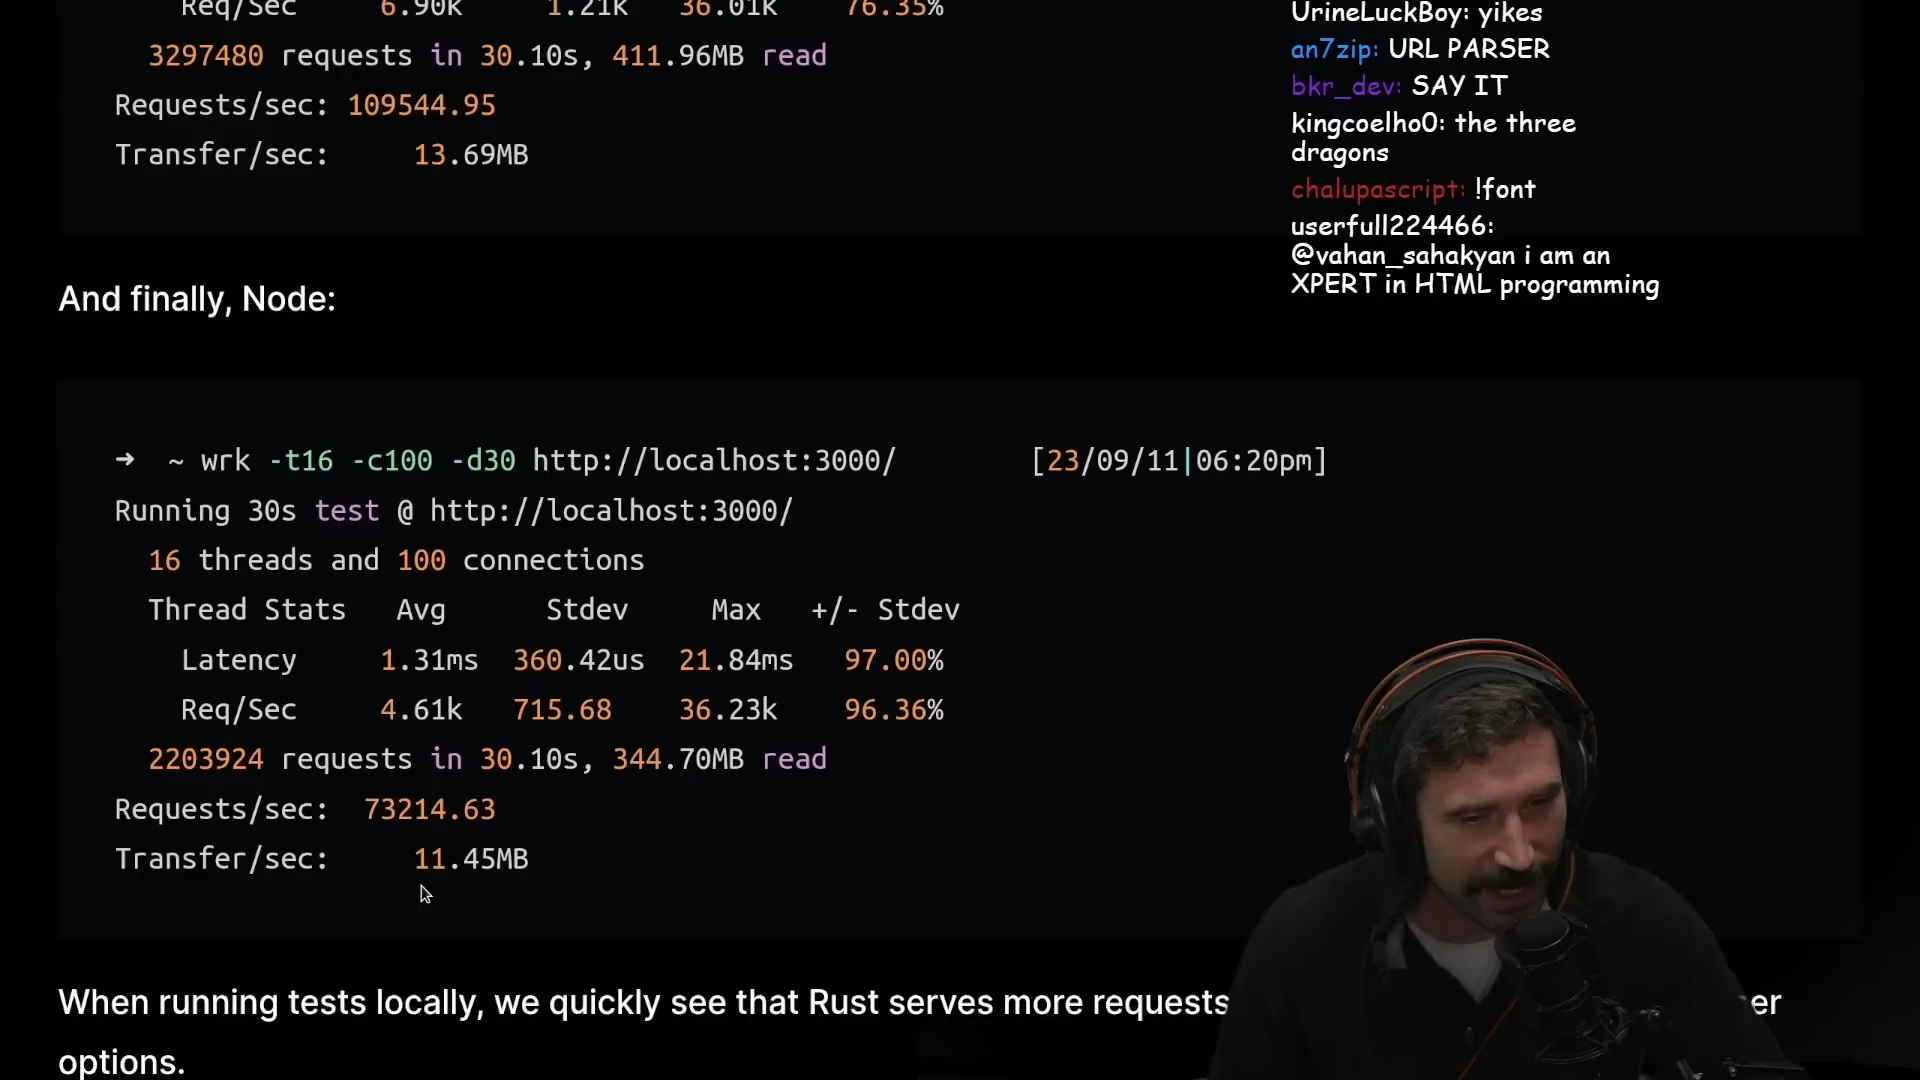 Req/Sec 6.90k 1.21k 36.01k 76.35%
3297480 requests in 30.10s, 411.96MB read
Requests/sec: 109544.95
Transfer/sec: 13.69MB
UrineLuckBoy: yikes
an7zip: URL PARSER
bkr_dev: SAY IT
kingcoelho0: the three
dragons
chalupascript: !font
userfull224466:
@vahan_sahakyan i am an
XPERT in HTML programming
And finally, Node:
➜ ~ wrk -t16 -c100 -d30 http://localhost:3000/ [23/09/11|06:20pm]
Running 30s test @ http://localhost:3000/
16 threads and 100 connections
Thread Stats Avg Stdev Max +/- Stdev
Latency 1.31ms 360.42us 21.84ms 97.00%
Req/Sec 4.61k 715.68 36.23k 96.36%
2203924 requests in 30.10s, 344.70MB read
Requests/sec: 73214.63
Transfer/sec: 11.45MB
When running tests locally, we quickly see that Rust serves more requests
options.